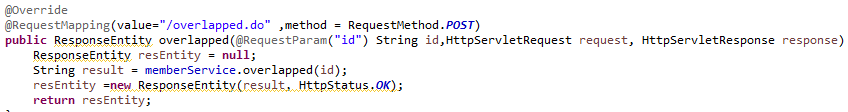 @Override
@RequestMapping(value="/overlapped.do" ,method = RequestMethod.POST)
public ResponseEntity overlapped(@RequestParam("id") String id,HttpServletRequest request, HttpServletResponse response)
ResponseEntity resEntity = null;
String result = memberService.overlapped(id);
resEntity =new ResponseEntity(result, HttpStatus.OK);
return resEntity;